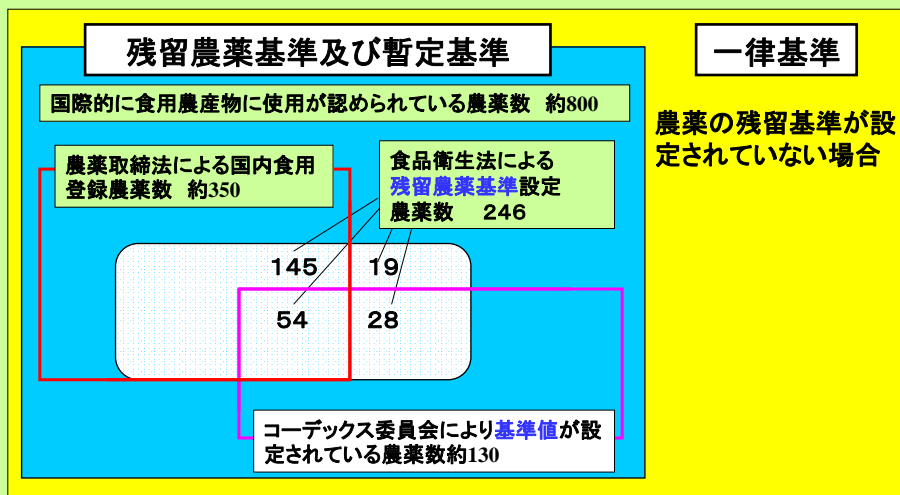 残留農薬基準及び暫定基準
一律基準
国際的に食用農産物に使用が認められている農薬数 約800
農薬の残留基準が設
定されていない場合
農薬取締法による国内食用
登録農薬数 約350
食品衛生法による
残留農薬基準設定
農薬数 246
145
19
54
28
コーデックス委員会により基準値が設
定されている農薬数約130